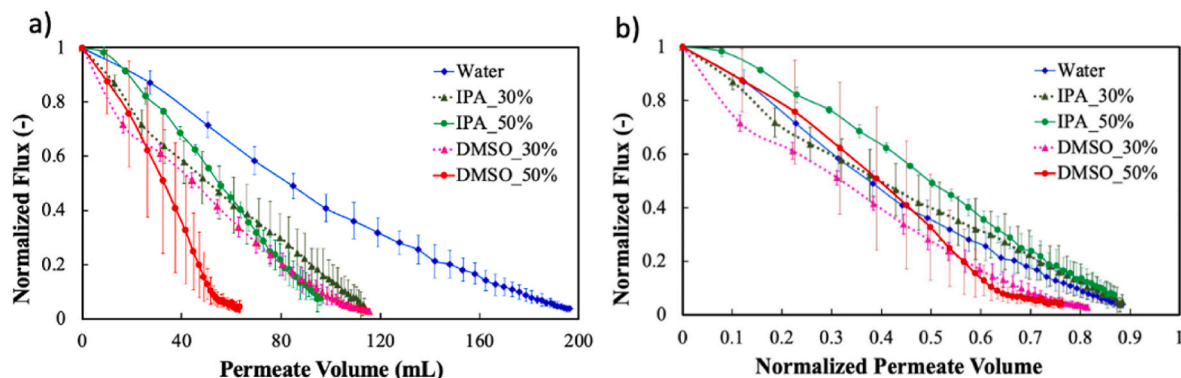 a)
Normalized Flux (-)
1
0.8
0.6
0.4
0.2
0
0
40
80
120
160
200
Permeate Volume (mL)
Water
IPA_30%
IPA_50%
DMSO_30%
DMSO_50%
b)
Normalized Flux (-)
1
0.8
0.6
0.4
0.2
0
0
0.1
0.2
0.3
0.4
0.5
0.6
0.7
0.8
0.9
1
Normalized Permeate Volume
Water
IPA_30%
IPA_50%
DMSO_30%
DMSO_50%